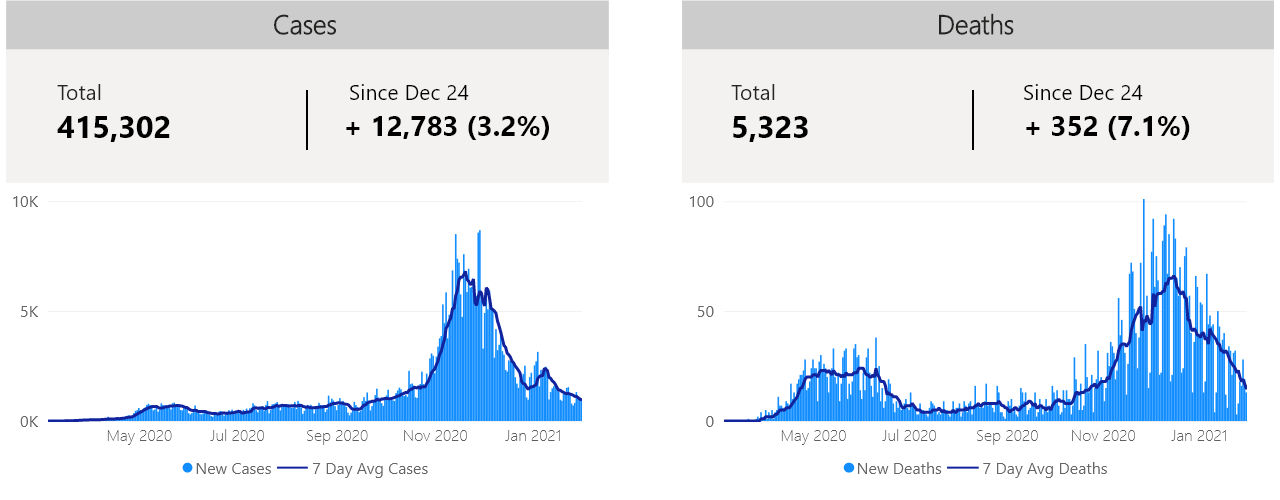 Cases
Total
415,302
Since Dec 24
+ 12,783 (3.2%)
10K
5K
0K
May 2020
Jul 2020
Sep 2020
Nov 2020
Jan 2021
New Cases
7 Day Avg Cases
Deaths
Total
5,323
Since Dec 24
+ 352 (7.1%)
100
50
0
May 2020
Jul 2020
Sep 2020
Nov 2020
Jan 2021
New Deaths
7 Day Avg Deaths